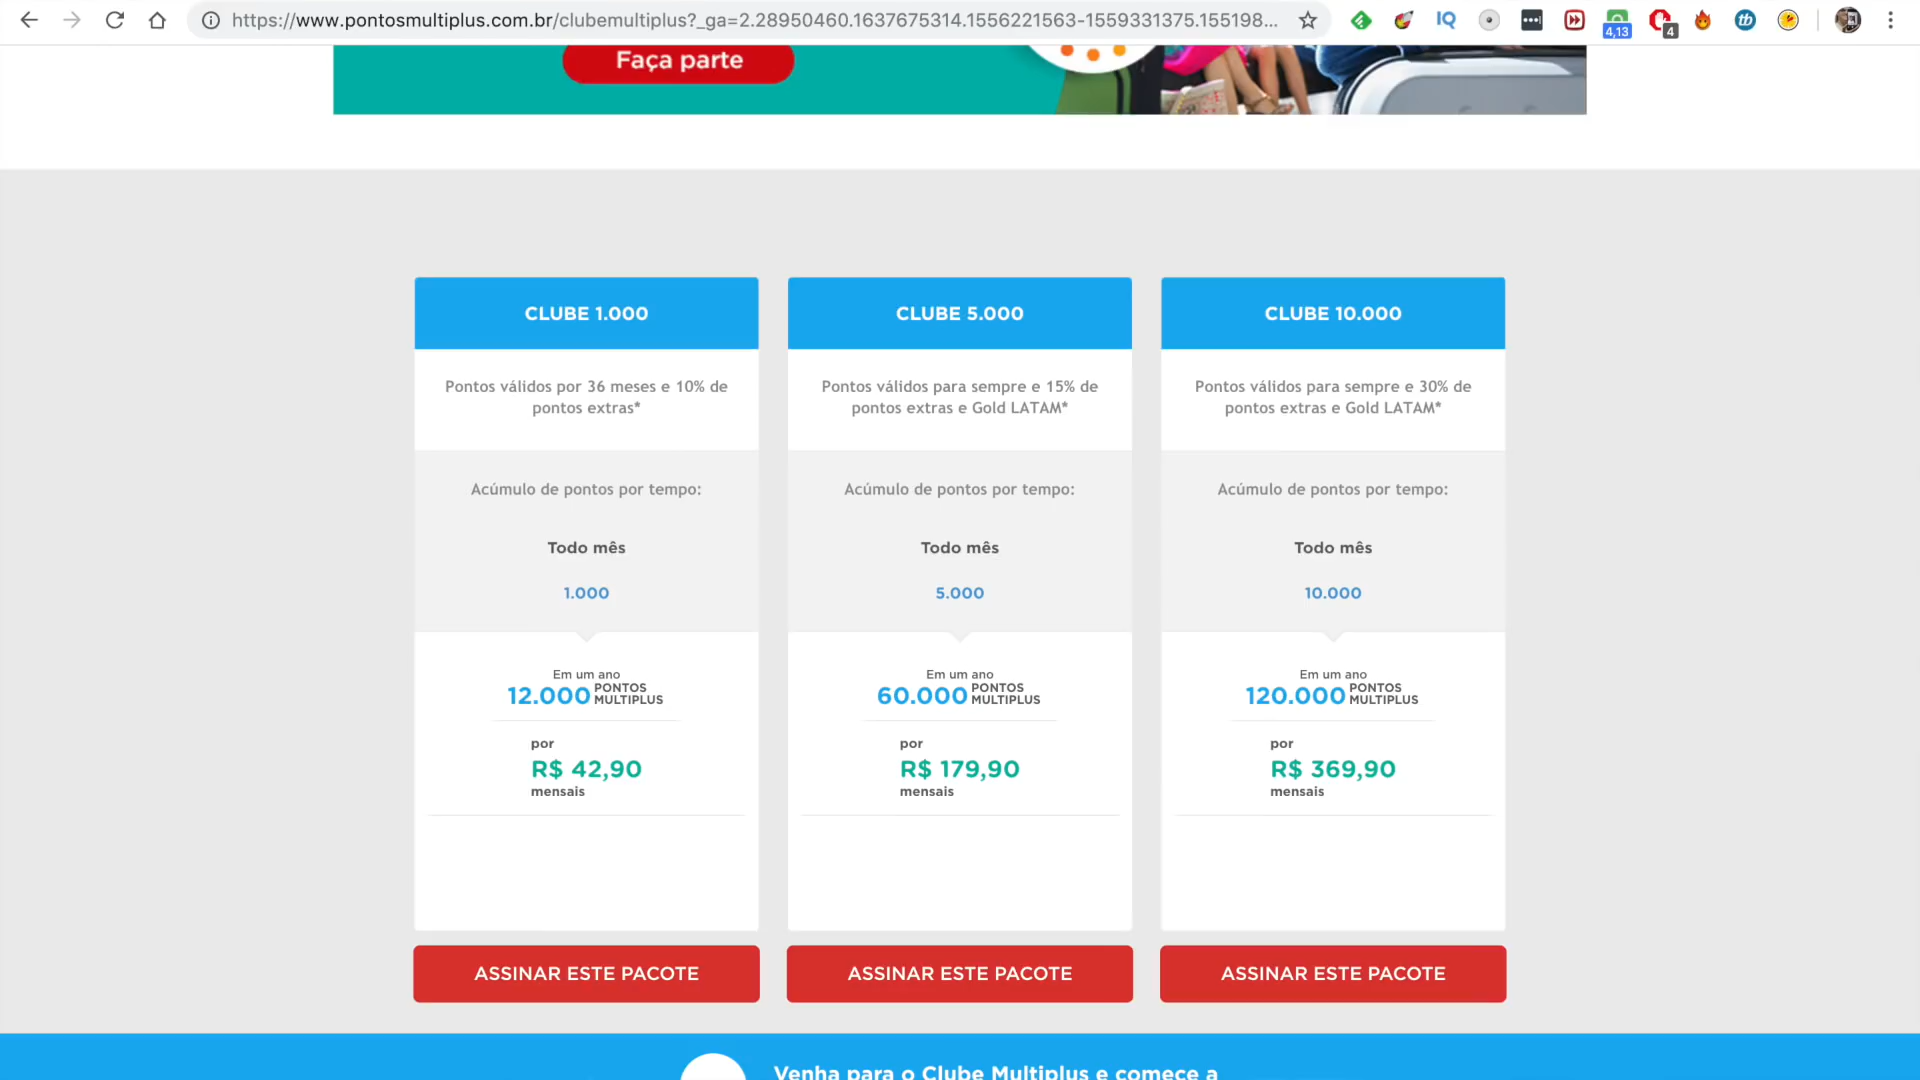 https://www.pontosmultiplus.com.br/clubemultiplus?_ga=2.28950460.1637675314.1556221563-1559331375.155198...
IQ
4,13
4
tb
Faça parte
CLUBE 1.000
Pontos válidos por 36 meses e 10% de
pontos extras*
Acúmulo de pontos por tempo:
Todo mês
1.000
Em um ano
12.000 PONTOS
MULTIPLUS
por
R$ 42,90
mensais
ASSINAR ESTE PACOTE
CLUBE 5.000
Pontos válidos para sempre e 15% de
pontos extras e Gold LATAM*
Acúmulo de pontos por tempo:
Todo mês
5.000
Em um ano
60.000 PONTOS
MULTIPLUS
por
R$ 179,90
mensais
ASSINAR ESTE PACOTE
CLUBE 10.000
Pontos válidos para sempre e 30% de
pontos extras e Gold LATAM*
Acúmulo de pontos por tempo:
Todo mês
10.000
Em um ano
120.000 PONTOS
MULTIPLUS
por
R$ 369,90
mensais
ASSINAR ESTE PACOTE
Venha para o Clube Multiplus e comece a